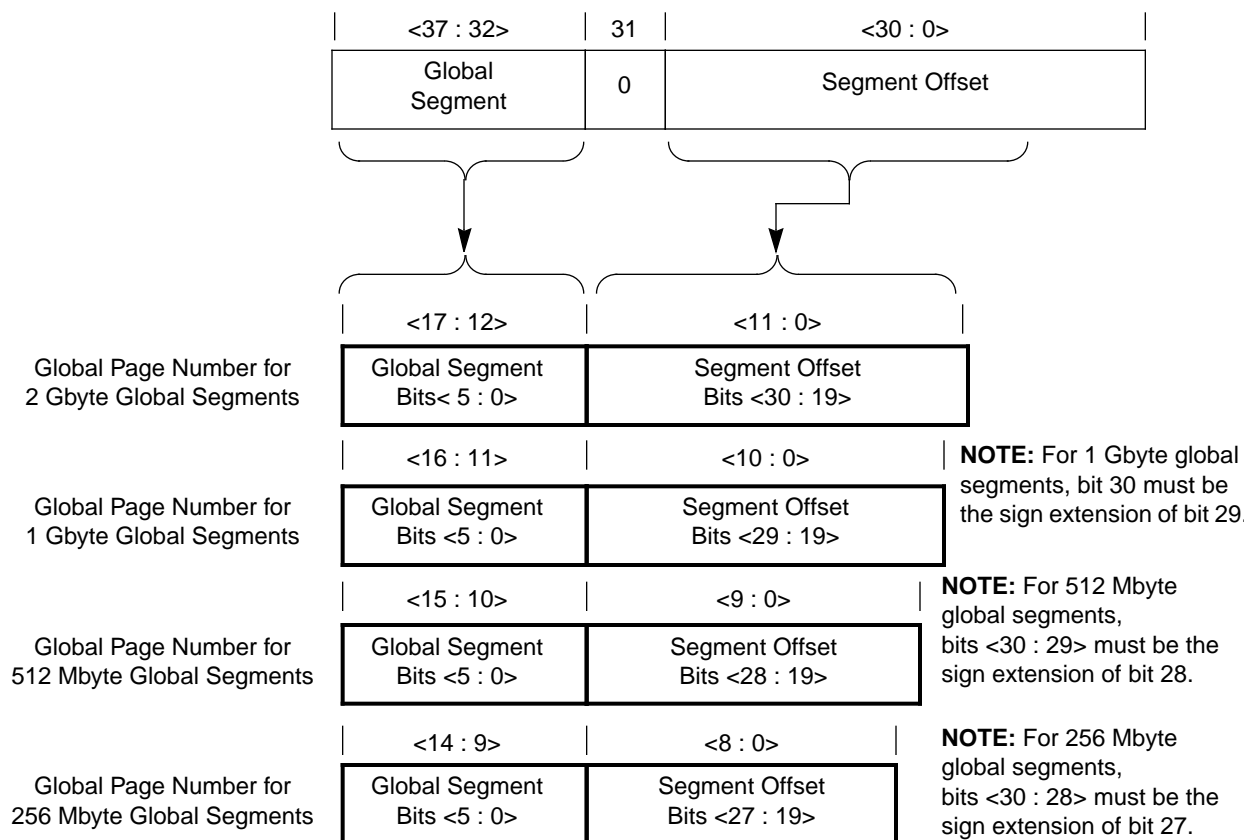 <37 : 32> 31 <30 : 0>
Global
Segment
0
Segment Offset
<17 : 12> <11 : 0>
Global Page Number for
2 Gbyte Global Segments
Global Segment
Bits< 5 : 0>
Segment Offset
Bits <30 : 19>
<16 : 11> <10 : 0>
Global Page Number for
1 Gbyte Global Segments
Global Segment
Bits <5 : 0>
Segment Offset
Bits <29 : 19>
NOTE: For 1 Gbyte global
segments, bit 30 must be
the sign extension of bit 29.
<15 : 10> <9 : 0>
Global Page Number for
512 Mbyte Global Segments
Global Segment
Bits <5 : 0>
Segment Offset
Bits <28 : 19>
NOTE: For 512 Mbyte
global segments,
bits <30 : 29> must be the
sign extension of bit 28.
<14 : 9> <8 : 0>
Global Page Number for
256 Mbyte Global Segments
Global Segment
Bits <5 : 0>
Segment Offset
Bits <27 : 19>
NOTE: For 256 Mbyte
global segments,
bits <30 : 28> must be the
sign extension of bit 27.